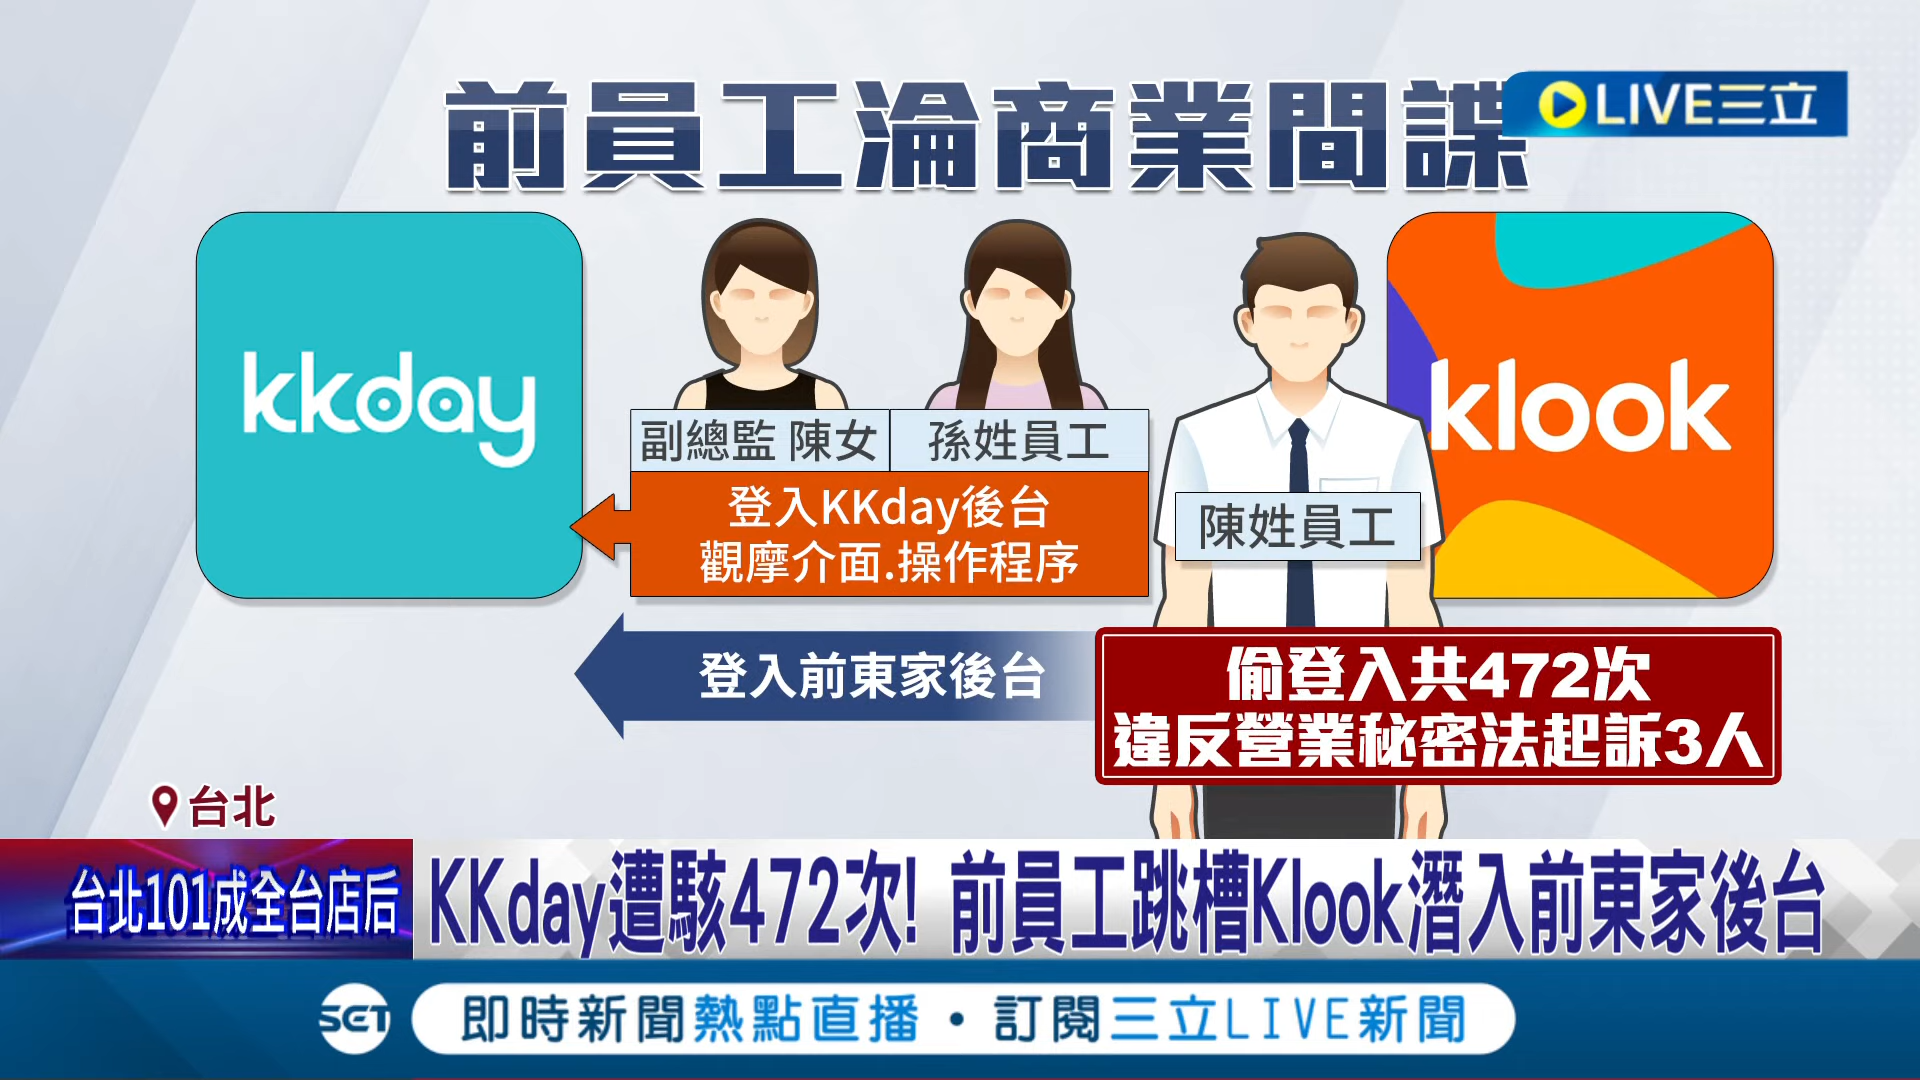 前員工淪商業間諜
LIVE三立
kkday
klook
副總監 陳女
孫姓員工
登入KKday後台
觀摩介面.操作程序
陳姓員工
登入前東家後台
偷登入共472次
違反營業秘密法起訴3人
台北
台北101成全台店后
KKday遭駭472次! 前員工跳槽Klook潛入前東家後台
SET
即時新聞熱點直播・訂閱三立LIVE新聞